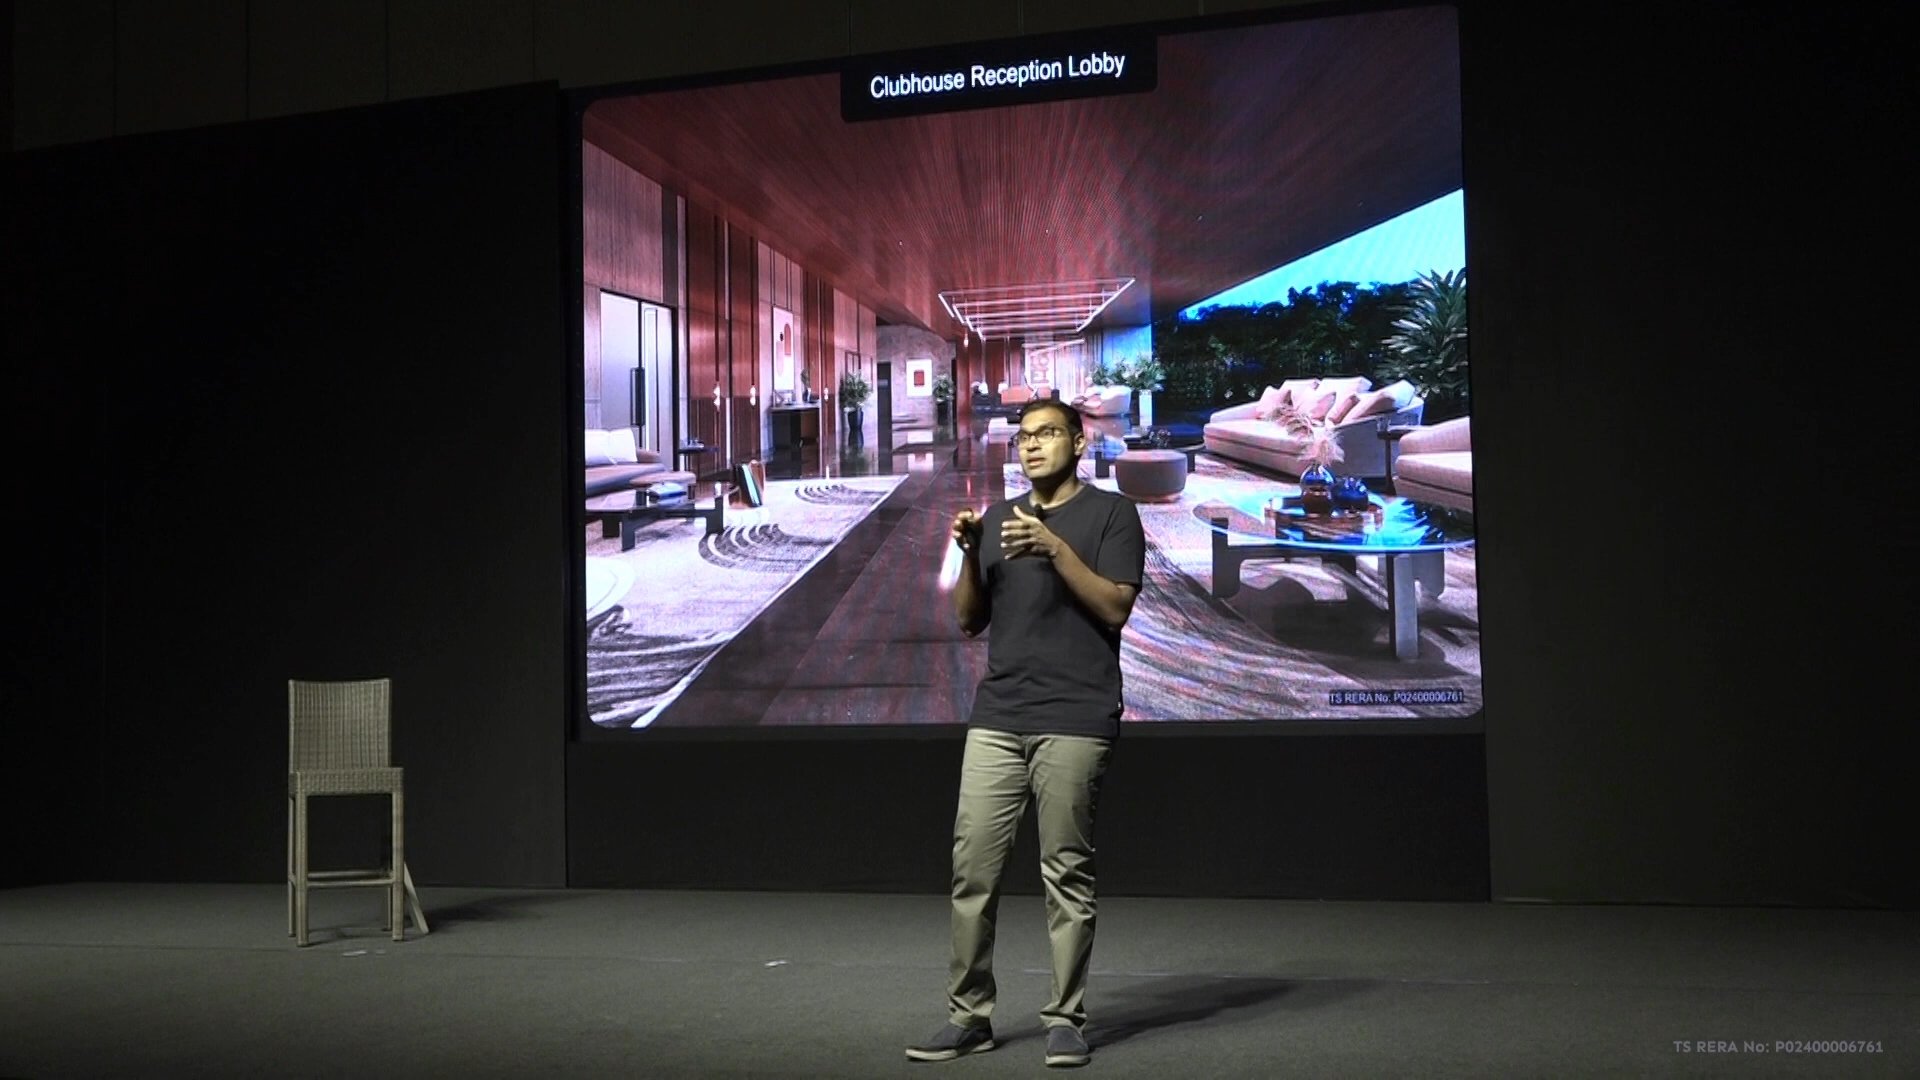 Clubhouse Reception Lobby
TS RERA No: P02400006761
TS RERA No: P02400006761